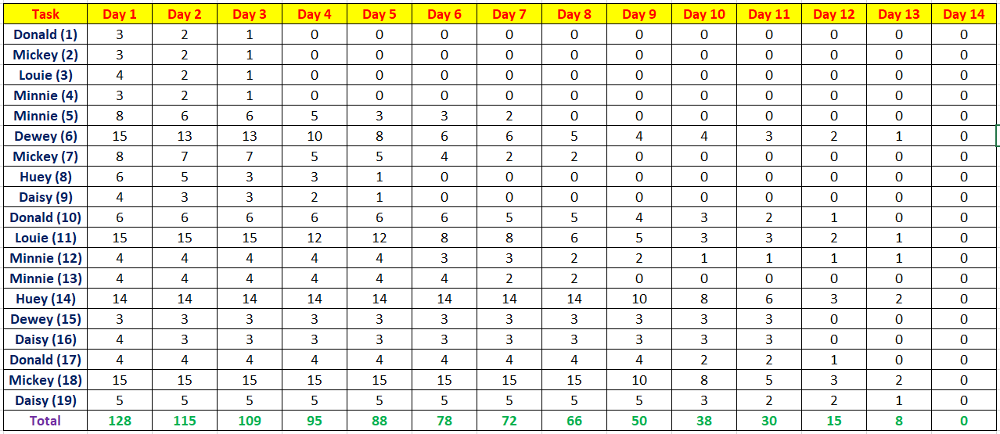 Task Day 1 Day 2 Day 3 Day 4 Day 5 Day 6 Day 7 Day 8 Day 9 Day 10 Day 11 Day 12 Day 13 Day 14
Donald (1) 3 2 1 0 0 0 0 0 0 0 0 0 0 0
Mickey (2) 3 2 1 0 0 0 0 0 0 0 0 0 0 0
Louie (3) 4 2 1 0 0 0 0 0 0 0 0 0 0 0
Minnie (4) 3 2 1 0 0 0 0 0 0 0 0 0 0 0
Minnie (5) 8 6 6 5 3 3 2 0 0 0 0 0 0 0
Dewey (6) 15 13 13 10 8 6 6 5 4 4 3 2 1 0
Mickey (7) 8 7 7 5 5 4 2 2 0 0 0 0 0 0
Huey (8) 6 5 3 3 1 0 0 0 0 0 0 0 0 0
Daisy (9) 4 3 3 2 1 0 0 0 0 0 0 0 0 0
Donald (10) 6 6 6 6 6 6 5 5 4 3 2 1 0 0
Louie (11) 15 15 15 12 12 8 8 6 5 3 3 2 1 0
Minnie (12) 4 4 4 4 4 3 3 2 2 1 1 1 1 0
Minnie (13) 4 4 4 4 4 4 2 2 0 0 0 0 0 0
Huey (14) 14 14 14 14 14 14 14 14 10 8 6 3 2 0
Dewey (15) 3 3 3 3 3 3 3 3 3 3 3 0 0 0
Daisy (16) 4 3 3 3 3 3 3 3 3 3 3 0 0 0
Donald (17) 4 4 4 4 4 4 4 4 4 2 2 1 0 0
Mickey (18) 15 15 15 15 15 15 15 15 10 8 5 3 2 0
Daisy (19) 5 5 5 5 5 5 5 5 5 3 2 2 1 0
Total 128 115 109 95 88 78 72 66 50 38 30 15 8 0